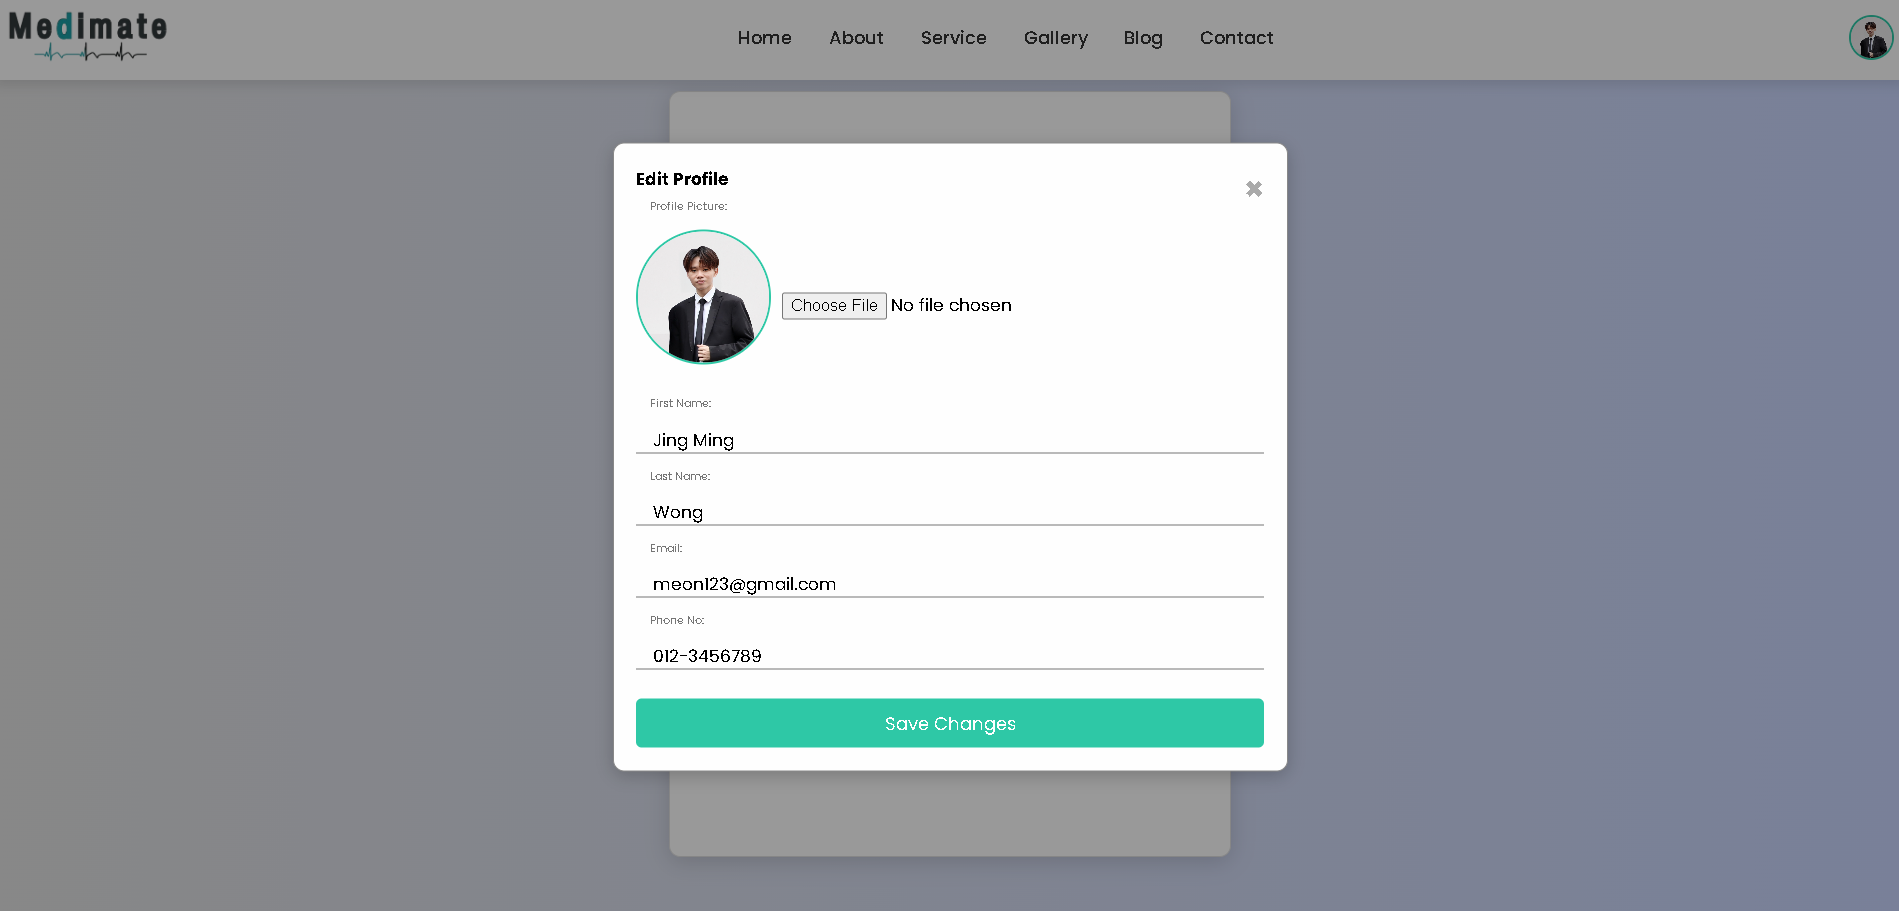 Medimate
Home About Service Gallery Blog Contact
Edit Profile
✖
Profile Picture:
Choose File No file chosen
First Name:
Jing Ming
Last Name:
Wong
Email:
meon123@gmail.com
Phone No:
012-3456789
Save Changes